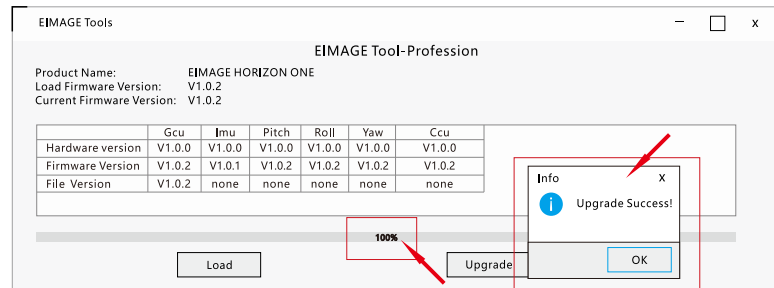 EIMAGE Tools
x
EIMAGE Tool-Profession
Product Name: EIMAGE HORIZON ONE
Load Firmware Version: V1.0.2
Current Firmware Version: V1.0.2
Gcu Imu Pitch Roll Yaw Ccu
Hardware version V1.0.0 V1.0.0 V1.0.0 V1.0.0 V1.0.0 V1.0.0
Firmware Version V1.0.2 V1.0.1 V1.0.2 V1.0.2 V1.0.2 V1.0.2
File Version V1.0.2 none none none none none
Info x
i Upgrade Success!
100%
Load Upgrade OK